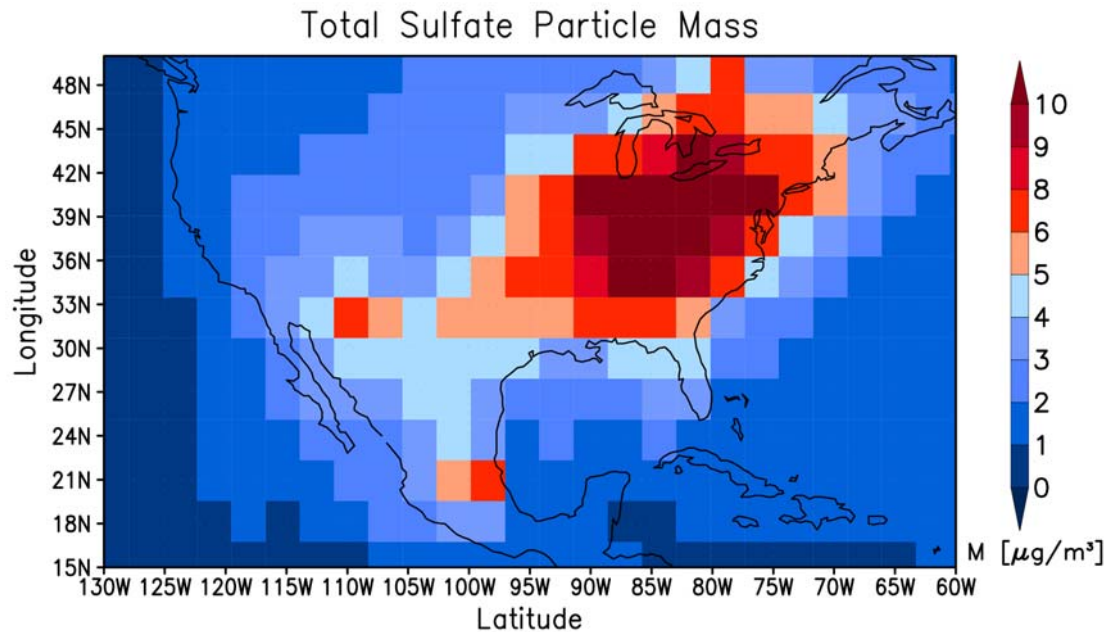 Total Sulfate Particle Mass
48N
45N
42N
39N
36N
33N
30N
27N
24N
21N
18N
15N
Longitude
130W 125W 120W 115W 110W 105W 100W 95W 90W 85W 80W 75W 70W 65W 60W
Latitude
10
9
8
6
5
4
3
2
1
0
M [μg/m³]